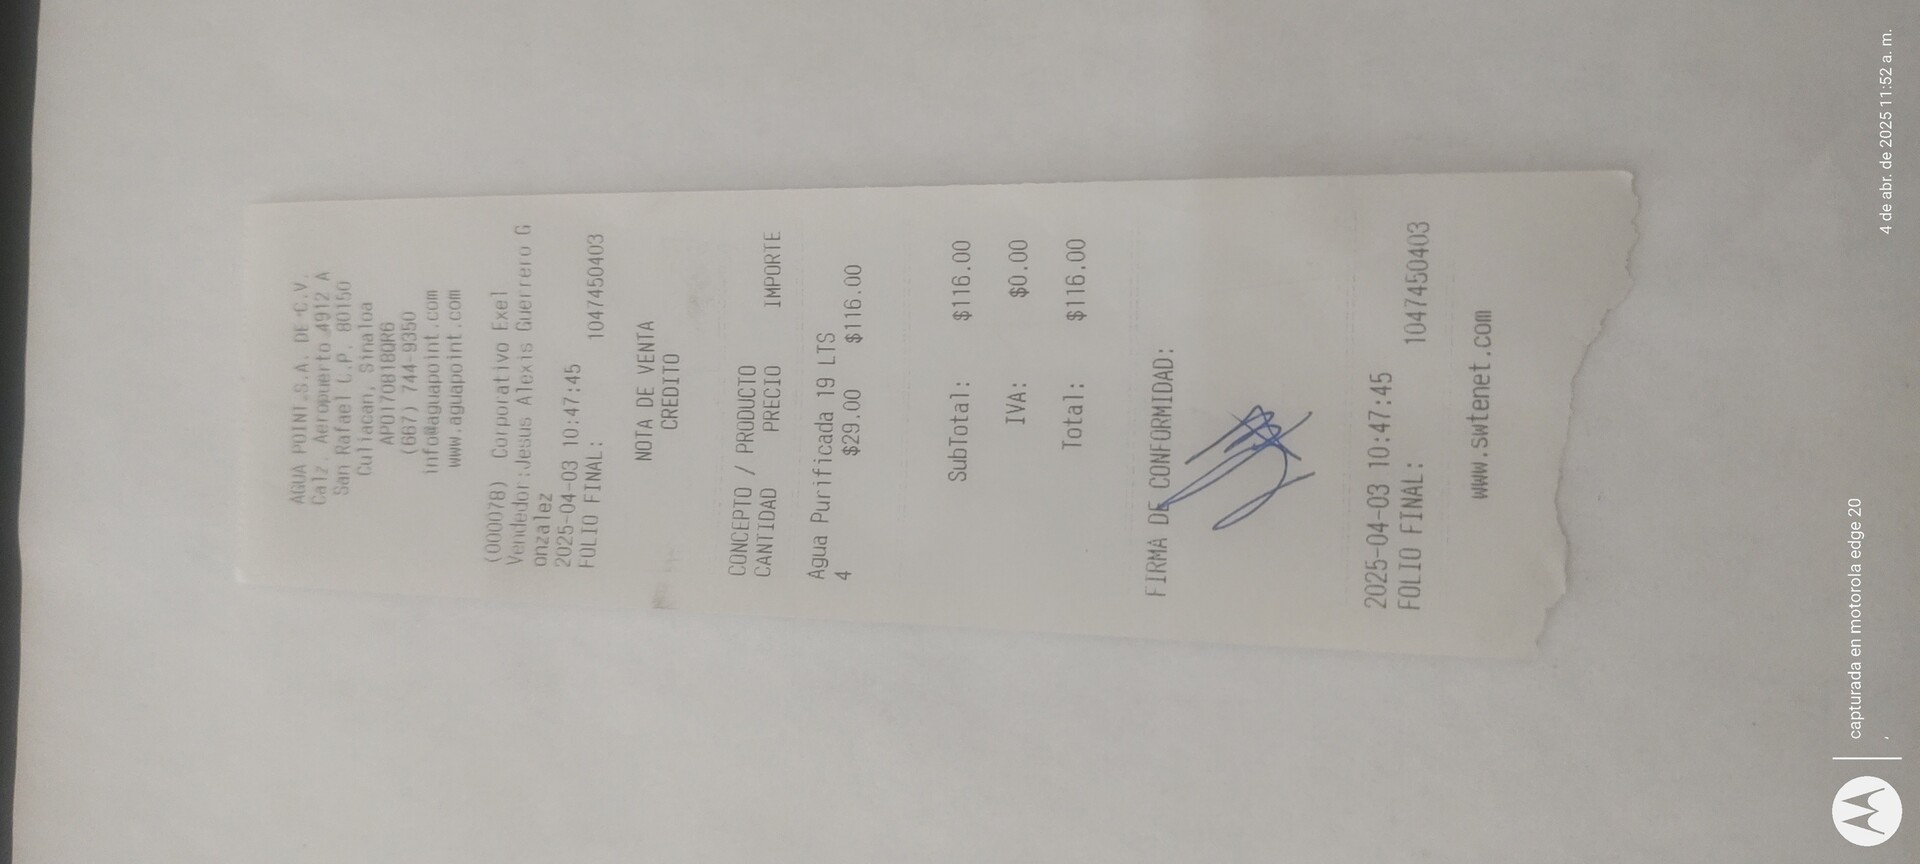 AGUA POINT S.A. DE C.V.
Calz. Aeropuerto 4912 A
San Rafael C.P. 80150
Culiacan, Sinaloa
APO170818QR6
(667) 744-9350
info@aguapoint.com
www.aguapoint.com
(000078) Corporativo Exel
Vendedor:Jesus Alexis Guerrero G
onzalez
2025-04-03 10:47:45
FOLIO FINAL: 1047450403
NOTA DE VENTA
CREDITO
CONCEPTO / PRODUCTO
CANTIDAD PRECIO IMPORTE
Agua Purificada 19 LTS
4 $29.00 $116.00
SubTotal: $116.00
IVA: $0.00
Total: $116.00
FIRMA DE CONFORMIDAD:
2025-04-03 10:47:45
FOLIO FINAL: 1047450403
www.swtenet.com
capturada en motorola edge 20
4 de abr. de 2025 11:52 a. m.